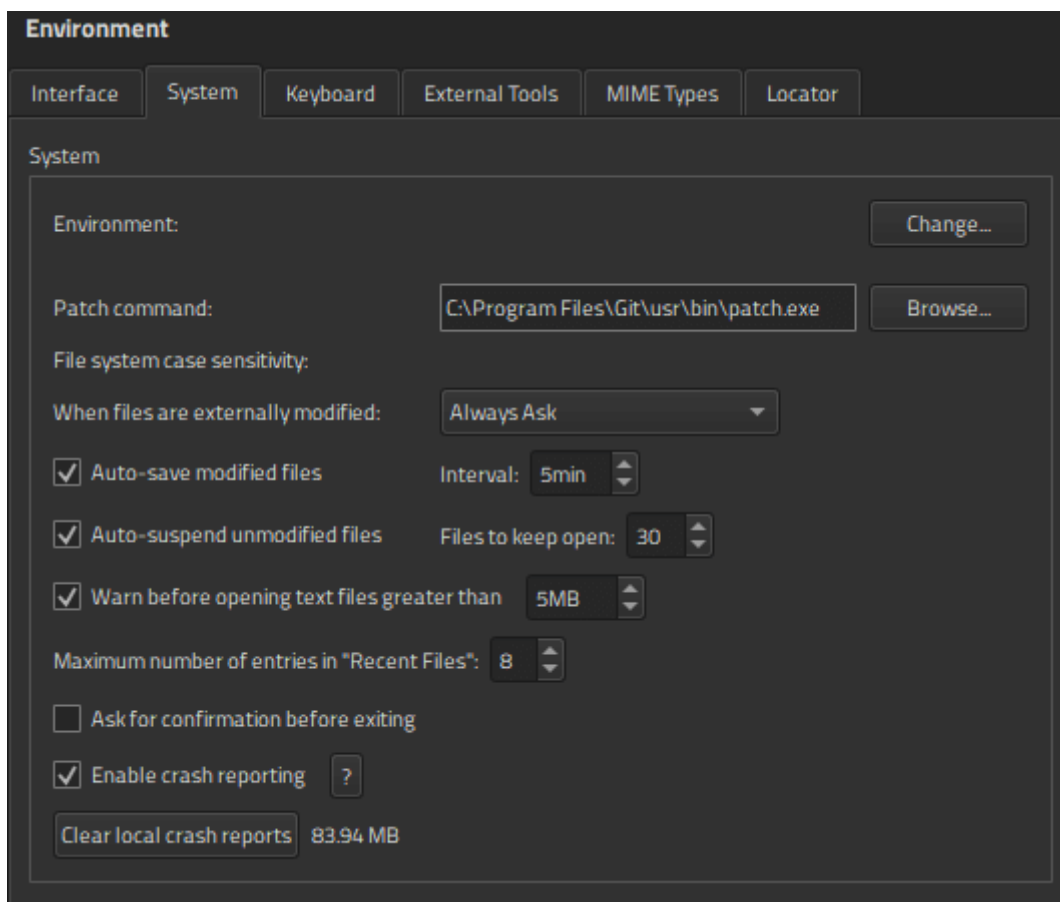 Environment
Interface System Keyboard External Tools MIME Types Locator
System
Environment: Change...
Patch command: C:\Program Files\Git\usr\bin\patch.exe Browse...
File system case sensitivity:
When files are externally modified: Always Ask
Auto-save modified files Interval: 5min
Auto-suspend unmodified files Files to keep open: 30
Warn before opening text files greater than 5MB
Maximum number of entries in "Recent Files": 8
Ask for confirmation before exiting
Enable crash reporting ?
Clear local crash reports 83.94 MB